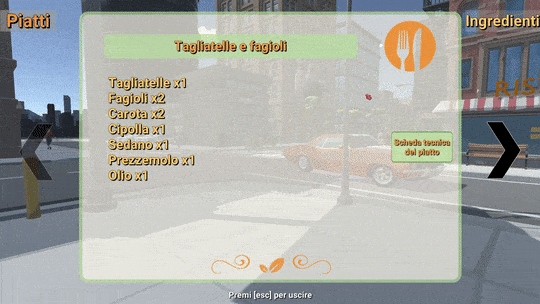 Piatti
Ingredienti
Tagliatelle e fagioli
Tagliatelle x1
Fagioli x2
Carota x2
Cipolla x1
Sedano x1
Prezzemolo x1
Olio x1
Scheda tecnica
del piatto
RIS
Premi [esc] per uscire